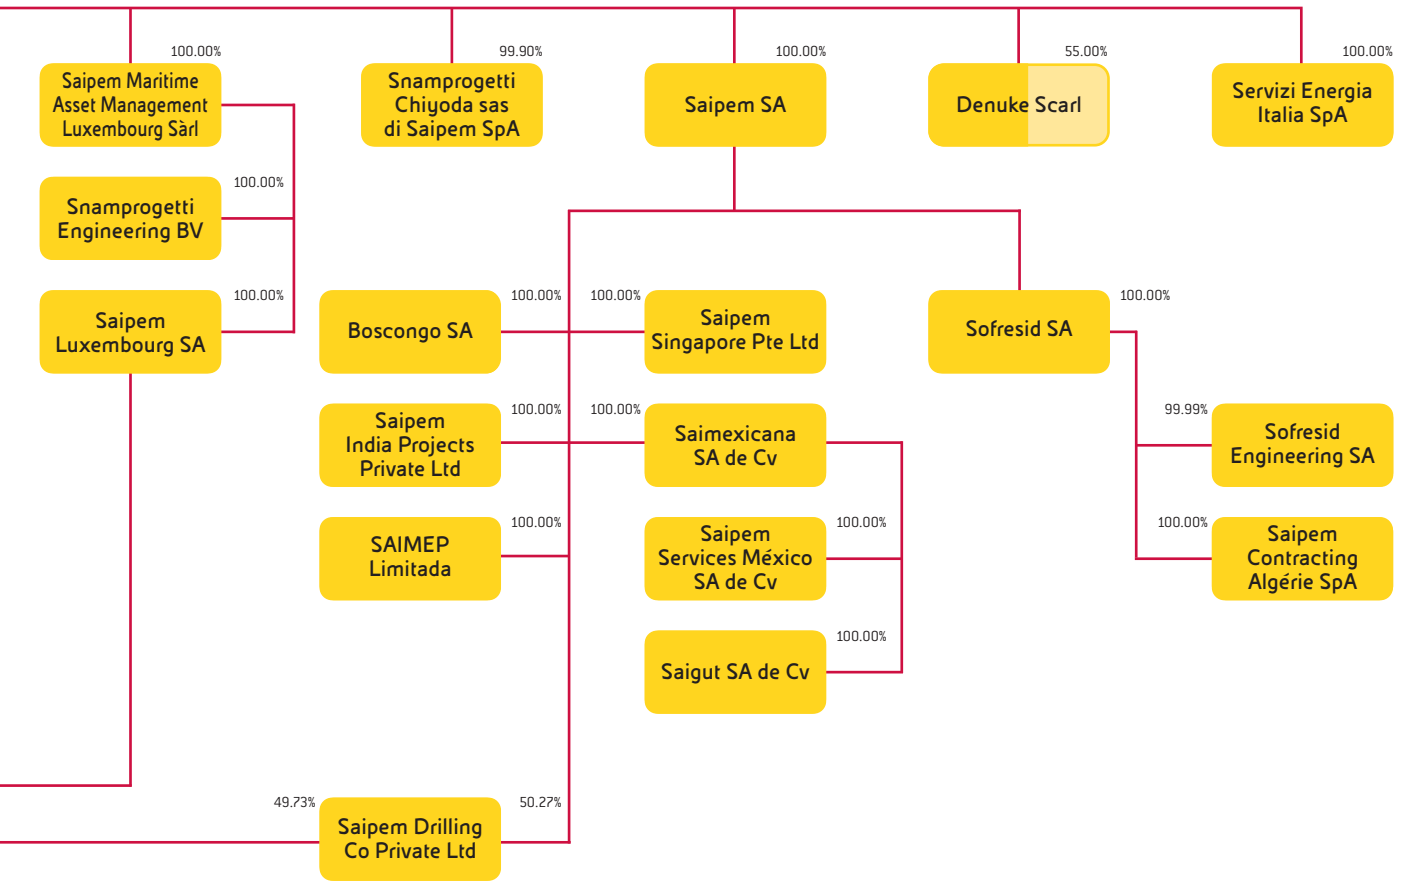 100.00%
99.90%
100.00%
55.00%
100.00%
Saipem Maritime
Asset Management
Luxembourg Sàrl
Snamprogetti
Chiyoda sas
di Saipem SpA
Saipem SA
Denuke Scarl
Servizi Energia
Italia SpA
100.00%
Snamprogetti
Engineering BV
100.00%
Saipem
Luxembourg SA
100.00%
Boscongo SA
100.00%
Saipem
Singapore Pte Ltd
100.00%
Sofresid SA
100.00%
Saipem
India Projects
Private Ltd
100.00%
Saimexicana
SA de Cv
99.99%
Sofresid
Engineering SA
100.00%
SAIMEP
Limitada
100.00%
Saipem
Services México
SA de Cv
100.00%
Saipem
Contracting
Algérie SpA
100.00%
Saigut SA de Cv
49.73%
50.27%
Saipem Drilling
Co Private Ltd